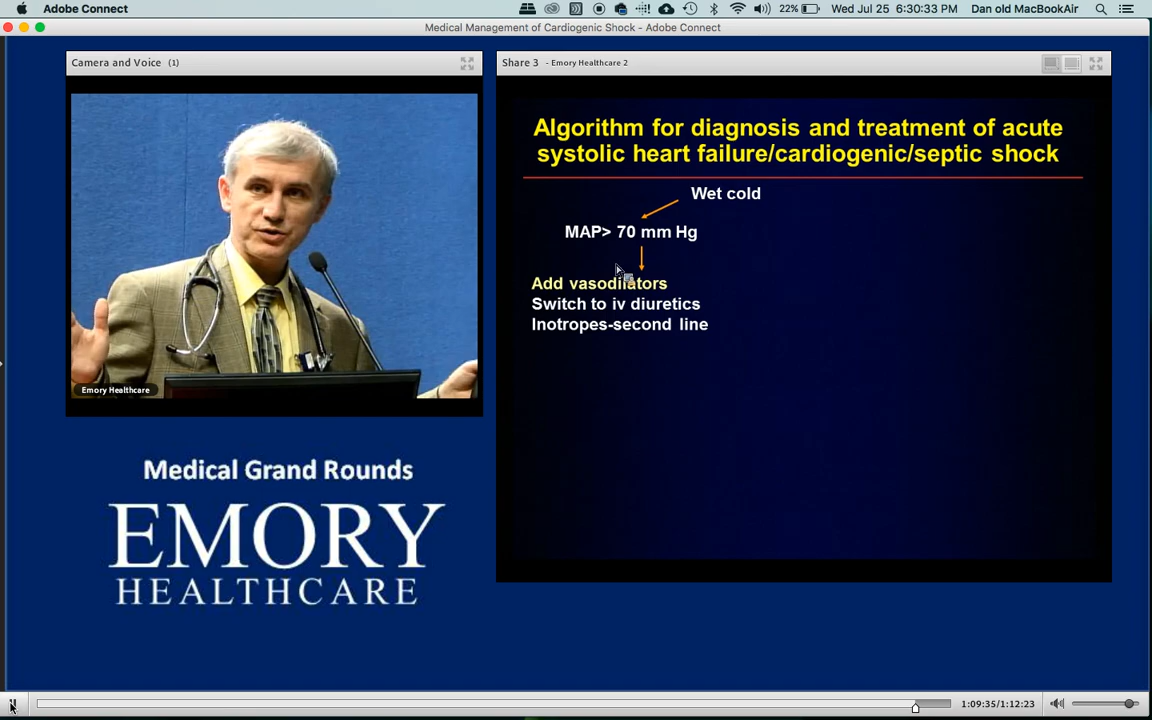 Adobe Connect
22%
Wed Jul 25 6:30:33 PM
Dan old MacBookAir
Medical Management of Cardiogenic Shock - Adobe Connect
Camera and Voice (1)
Share 3 - Emory Healthcare 2
Algorithm for diagnosis and treatment of acute
systolic heart failure/cardiogenic/septic shock
Wet cold
MAP> 70 mm Hg
Add vasodilators
Switch to iv diuretics
Inotropes-second line
Emory Healthcare
Medical Grand Rounds
EMORY
HEALTHCARE
1:09:35/1:12:23